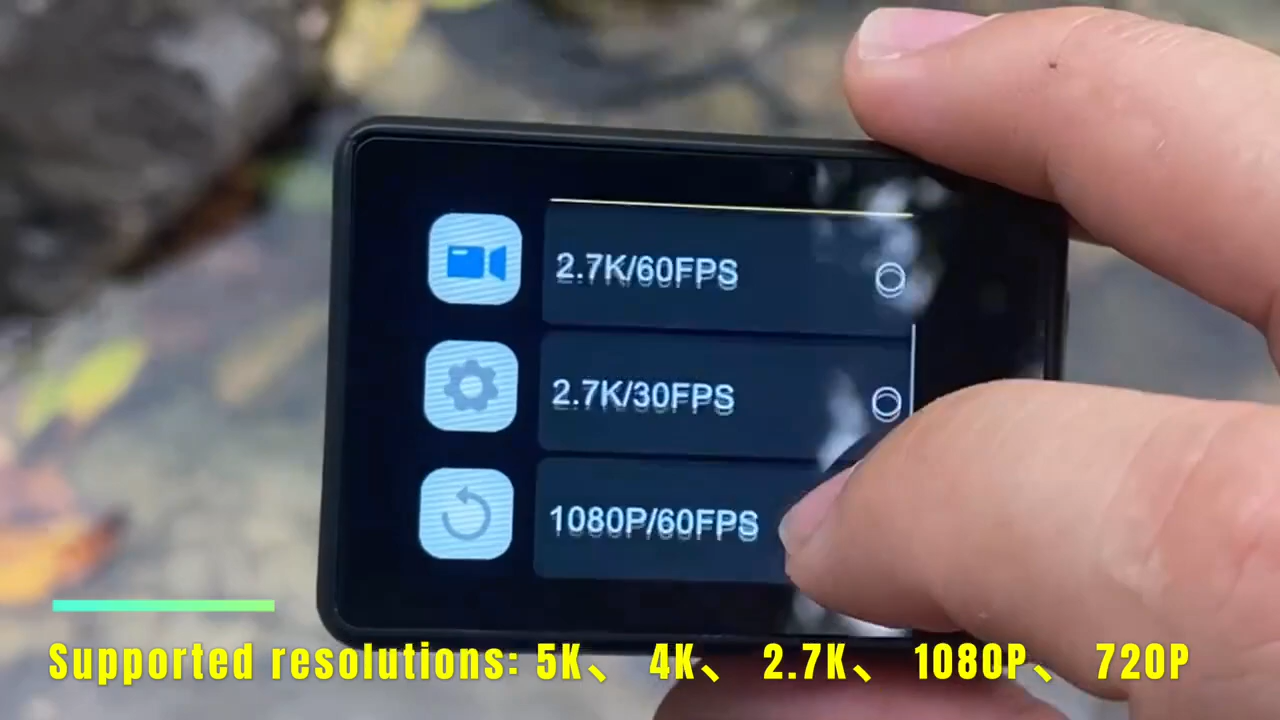 2.7K/60FPS
2.7K/30FPS
1080P/60FPS
Supported resolutions: 5K、 4K、 2.7K、 1080P、 720P